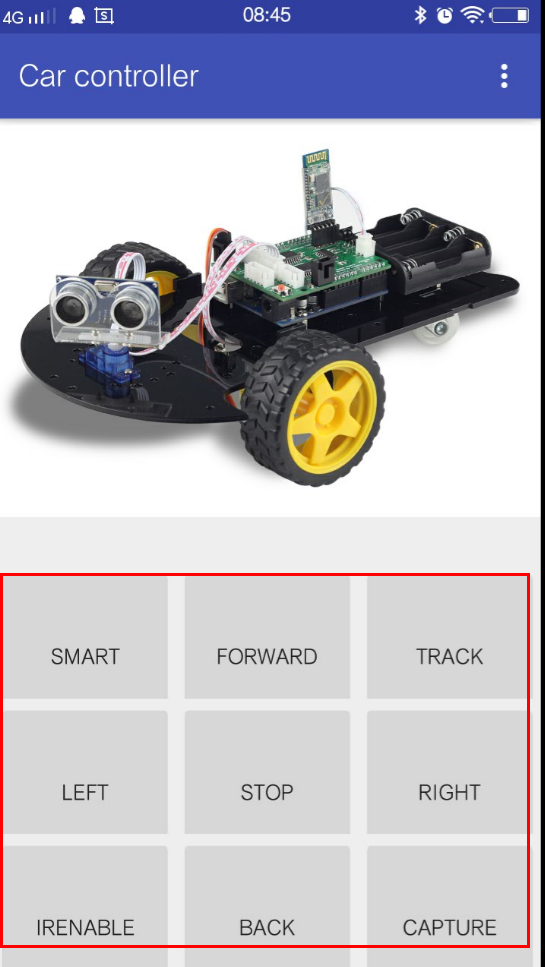 4G 08:45
Car controller
SMART FORWARD TRACK
LEFT STOP RIGHT
IRENABLE BACK CAPTURE